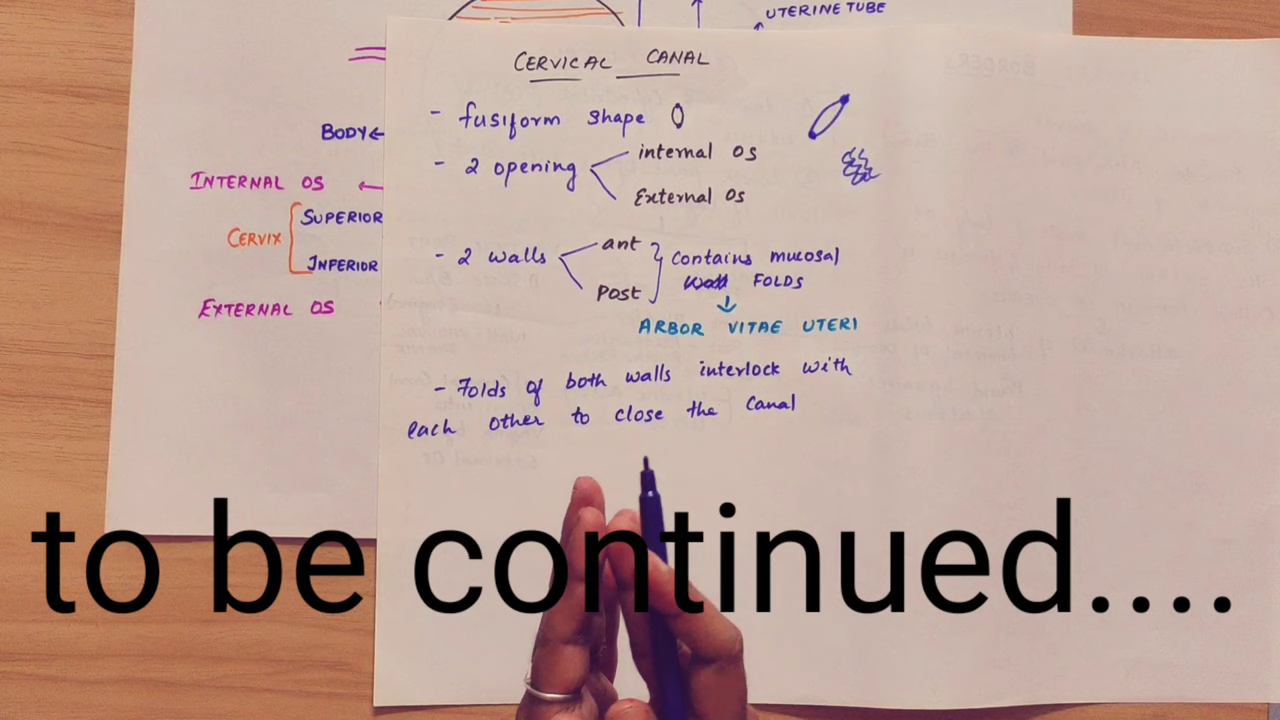 UTERINE TUBE
CERVICAL CANAL
- fusiform shape
- 2 opening
internal os
External Os
- 2 walls
ant
Post
Contains mucosal
wall FOLDS
ARBOR VITAE UTERI
- Folds of both walls interlock with
each other to close the Canal
BODY
INTERNAL OS
CERVIX
SUPERIOR
INFERIOR
EXTERNAL OS
to be continued....